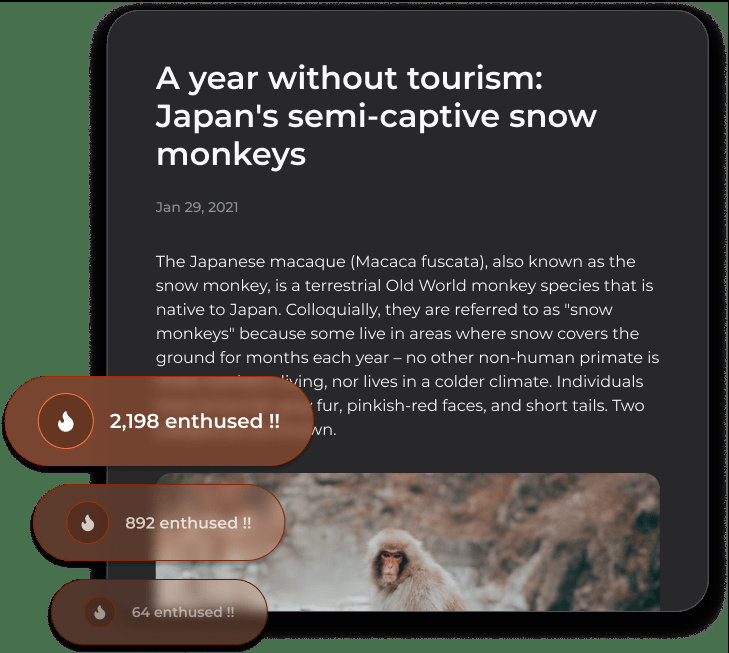 A year without tourism:
Japan's semi-captive snow
monkeys
Jan 29, 2021
The Japanese macaque (Macaca fuscata), also known as the
snow monkey, is a terrestrial Old World monkey species that is
native to Japan. Colloquially, they are referred to as "snow
monkeys" because some live in areas where snow covers the
ground for months each year – no other non-human primate is
living, nor lives in a colder climate. Individuals
fur, pinkish-red faces, and short tails. Two
2,198 enthused !!
892 enthused !!
64 enthused !!